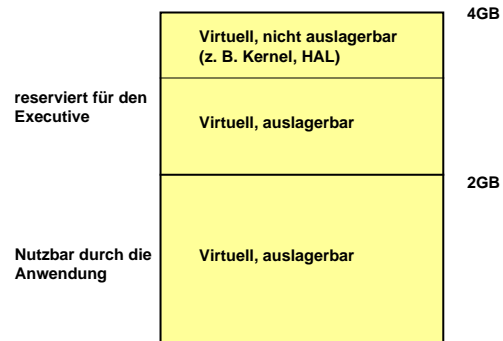 4GB
Virtuell, nicht auslagerbar
(z. B. Kernel, HAL)
reserviert für den
Executive
Virtuell, auslagerbar
2GB
Nutzbar durch die
Anwendung
Virtuell, auslagerbar